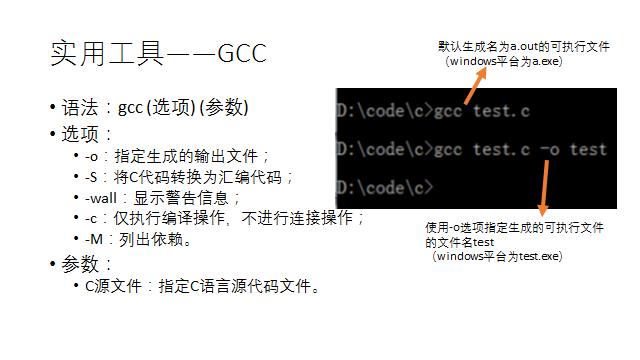 实用工具——GCC
语法：gcc (选项) (参数)
选项：
-o：指定生成的输出文件；
-S：将C代码转换为汇编代码；
-wall：显示警告信息；
-c：仅执行编译操作，不进行连接操作；
-M：列出依赖。
参数：
C源文件：指定C语言源代码文件。
默认生成名为a.out的可执行文件
（windows平台为a.exe）
D:\code\c>gcc test.c
D:\code\c>gcc test.c -o test
D:\code\c>
使用-o选项指定生成的可执行文件
的文件名test
（windows平台为test.exe）